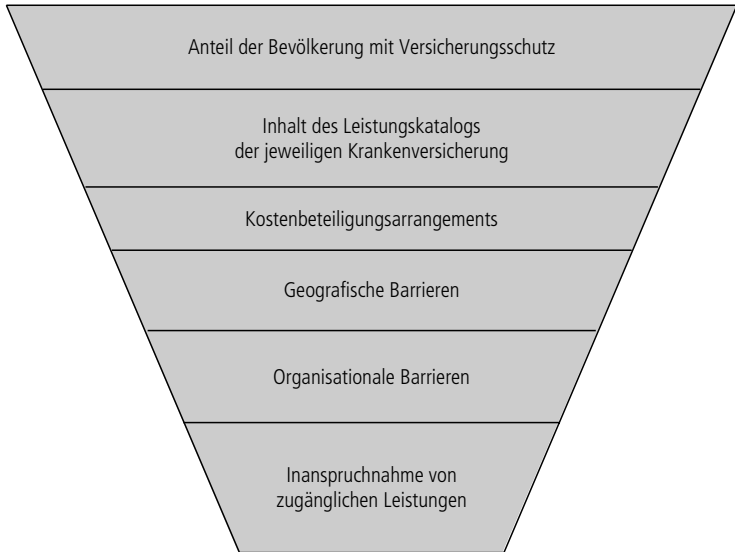 Anteil der Bevölkerung mit Versicherungsschutz
Inhalt des Leistungskatalogs
der jeweiligen Krankenversicherung
Kostenbeteiligungsarrangements
Geografische Barrieren
Organisationale Barrieren
Inanspruchnahme von
zugänglichen Leistungen